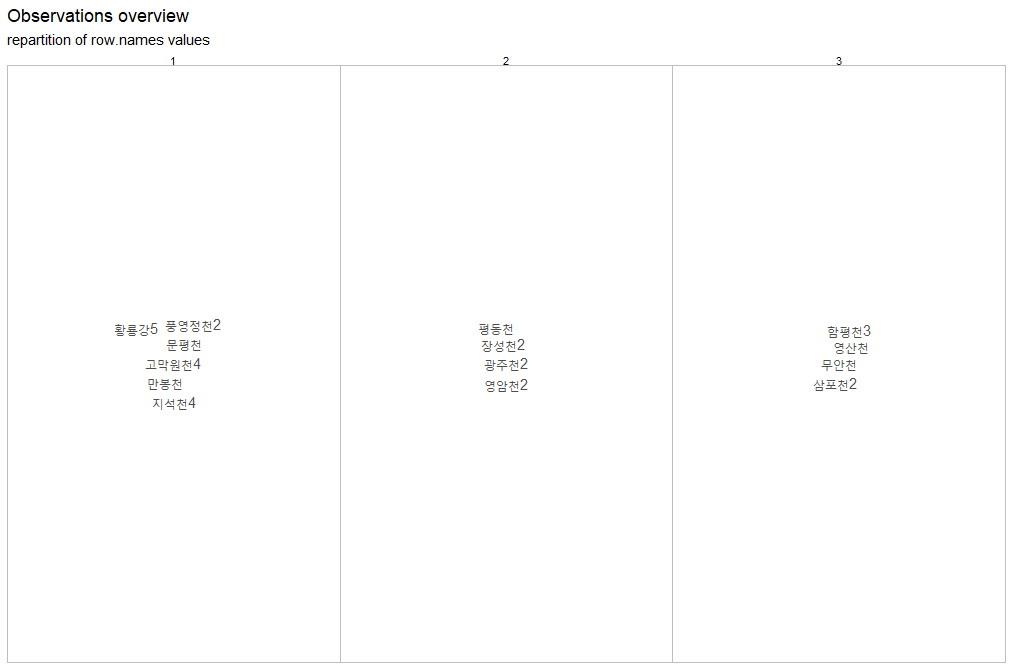 Observations overview
repartition of row.names values
1
2
3
황룡강5 풍영정천2
문평천
고막원천4
만봉천
지석천4
평동천
장성천2
광주천2
영암천2
함평천3
영산천
무안천
삼포천2